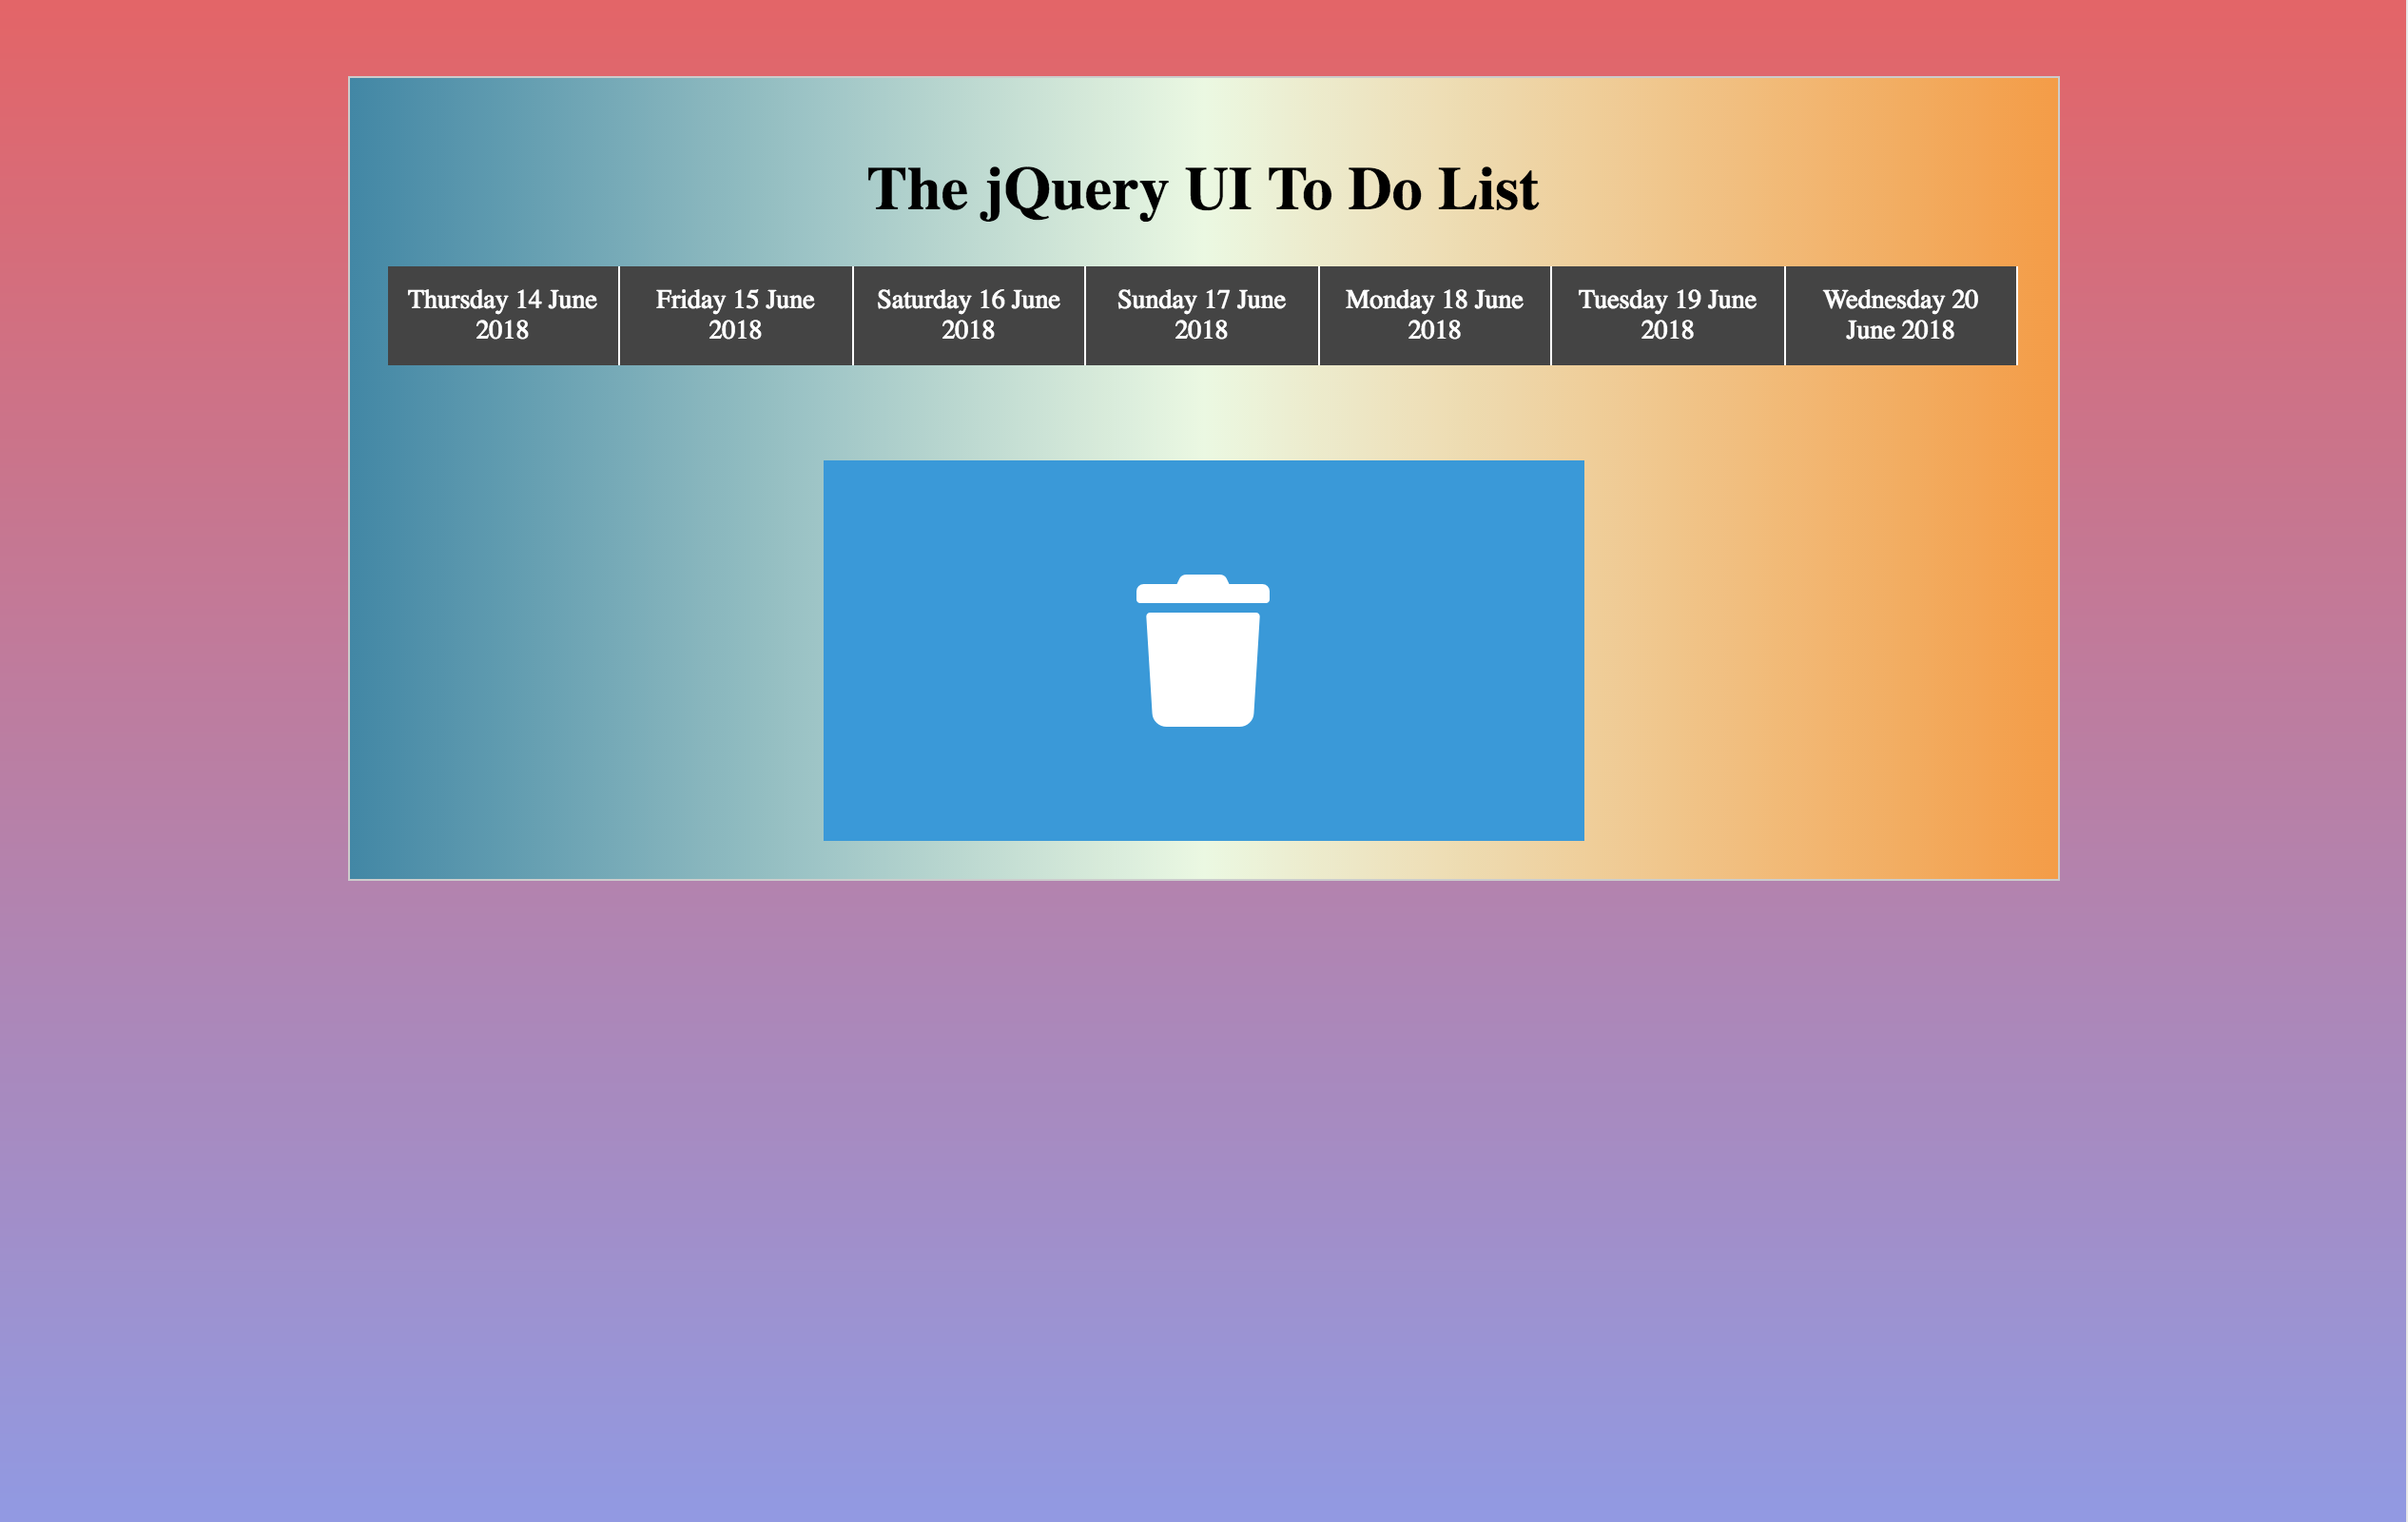 The jQuery UI To Do List
Thursday 14 June
2018
Friday 15 June
2018
Saturday 16 June
2018
Sunday 17 June
2018
Monday 18 June
2018
Tuesday 19 June
2018
Wednesday 20
June 2018